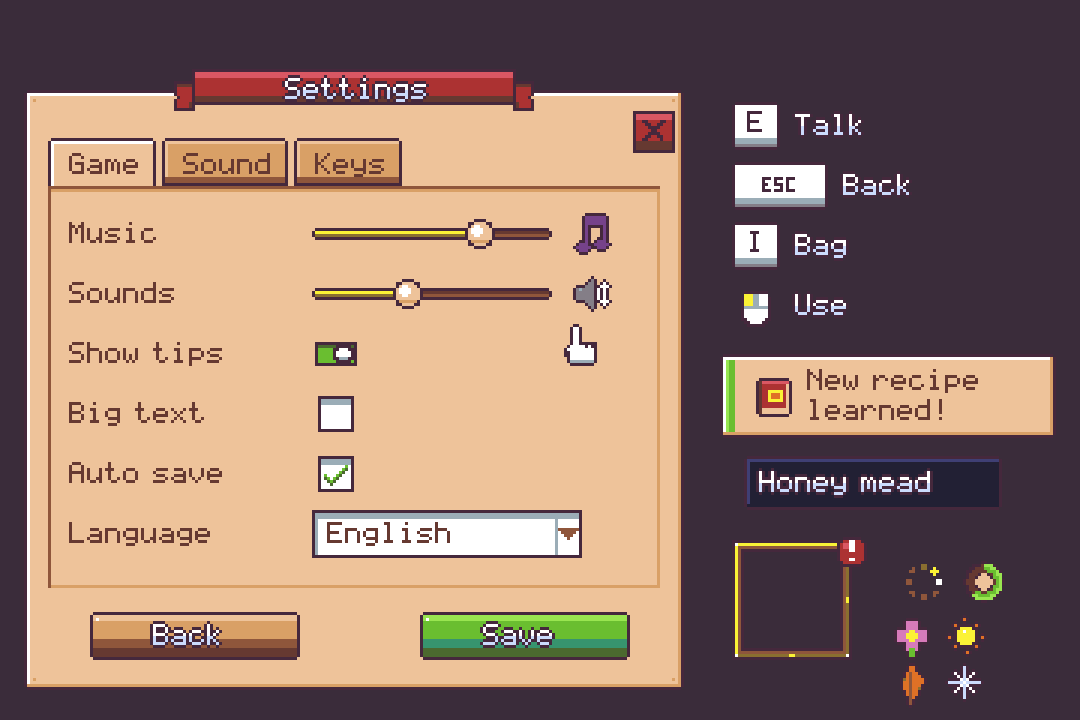 Settings
Game
Sound
Keys
Music
Sounds
Show tips
Big text
Auto save
Language
English
Back
Save
E
Talk
ESC
Back
I
Bag
Use
New recipe
learned!
Honey mead
!